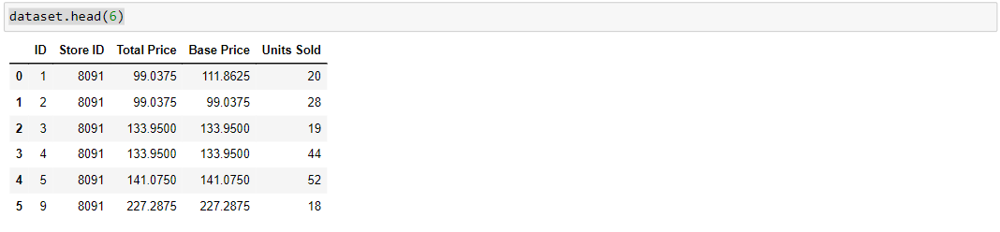 dataset.head(6)
ID Store ID Total Price Base Price Units Sold
0 1 8091 99.0375 111.8625 20
1 2 8091 99.0375 99.0375 28
2 3 8091 133.9500 133.9500 19
3 4 8091 133.9500 133.9500 44
4 5 8091 141.0750 141.0750 52
5 9 8091 227.2875 227.2875 18